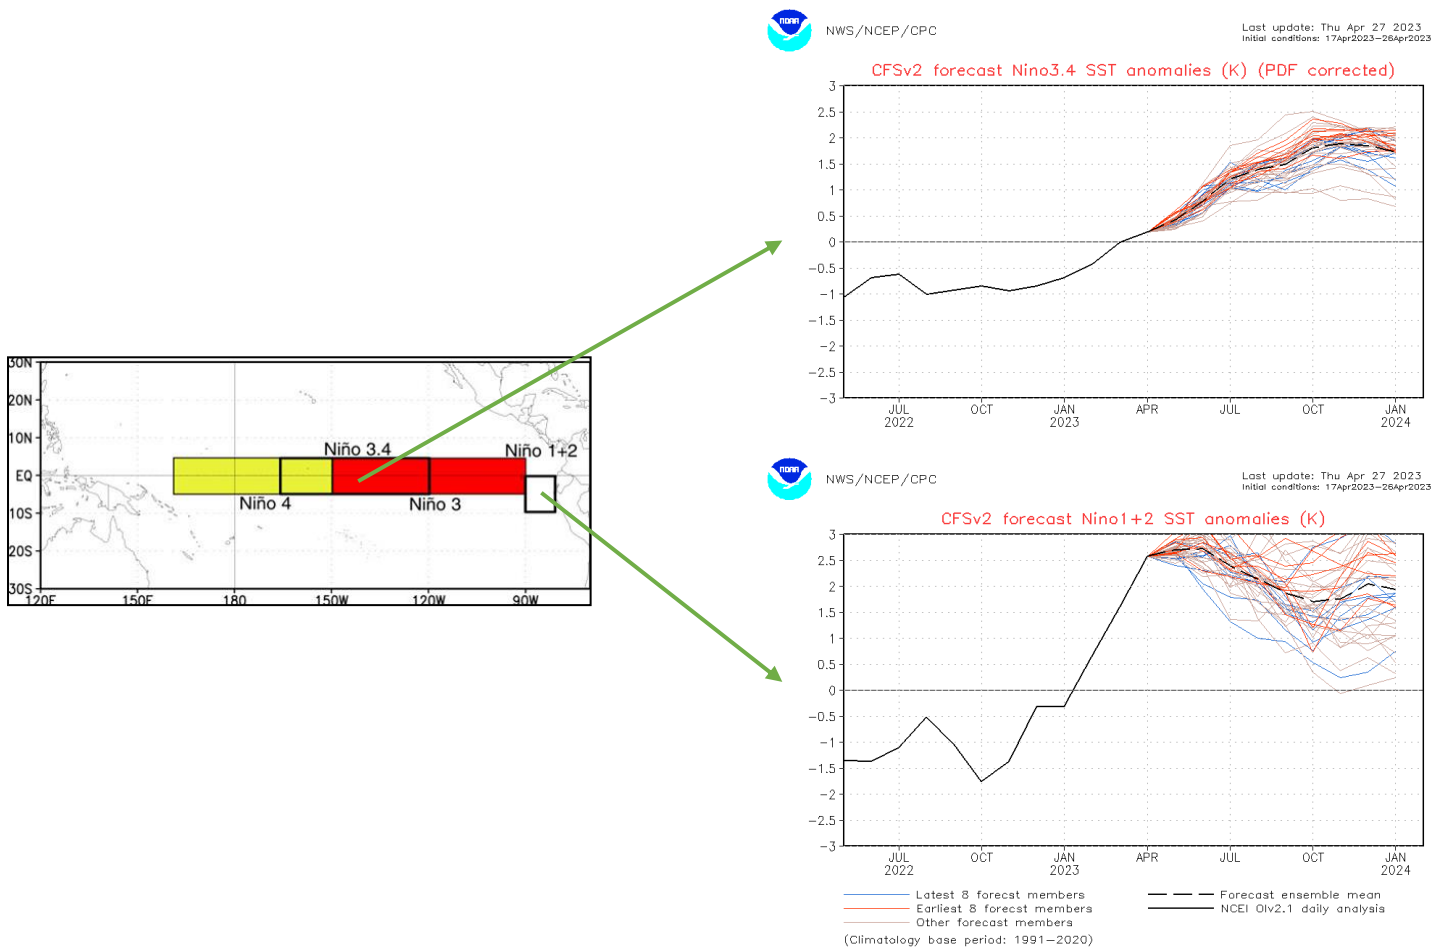 30N
20N
10N
EQ
10S
20S
30S
120E
150E
180
150W
120W
90W
Niño 3.4
Niño 1+2
Niño 4
Niño 3
NOAA
NWS/NCEP/CPC
Last update: Thu Apr 27 2023
Initial conditions: 17Apr2023-26Apr2023
CFSv2 forecast Nino3.4 SST anomalies (K) (PDF corrected)
3
2.5
2
1.5
1
0.5
0
-0.5
-1
-1.5
-2
-2.5
-3
JUL OCT JAN APR JUL OCT JAN
2022 2023 2024
NOAA
NWS/NCEP/CPC
Last update: Thu Apr 27 2023
Initial conditions: 17Apr2023-26Apr2023
CFSv2 forecast Nino1+2 SST anomalies (K)
3
2.5
2
1.5
1
0.5
0
-0.5
-1
-1.5
-2
-2.5
-3
JUL OCT JAN APR JUL OCT JAN
2022 2023 2024
Latest 8 forecst members
Earliest 8 forecst members
Other forecast members
Forecast ensemble mean
NCEI OIv2.1 daily analysis
(Climatology base period: 1991-2020)